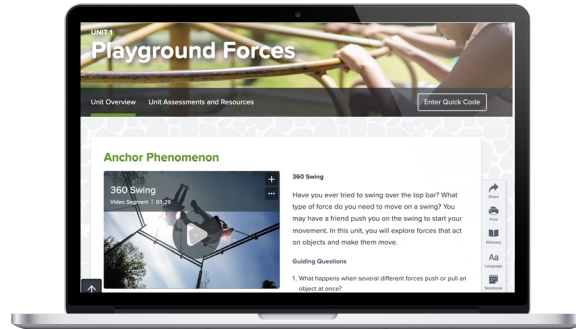 UNIT 1
Playground Forces
Unit Overview Unit Assessments and Resources Enter Quick Code
Anchor Phenomenon
360 Swing
Video Segment | 01:29
360 Swing
Have you ever tried to swing over the top bar? What
type of force do you need to move on a swing? You
may have a friend push you on the swing to start your
movement. In this unit, you will explore forces that act
on objects and make them move.
Guiding Questions
1. What happens when several different forces push or pull an
object at once?
Share
Print
Glossary
Aa
Language
Notebook